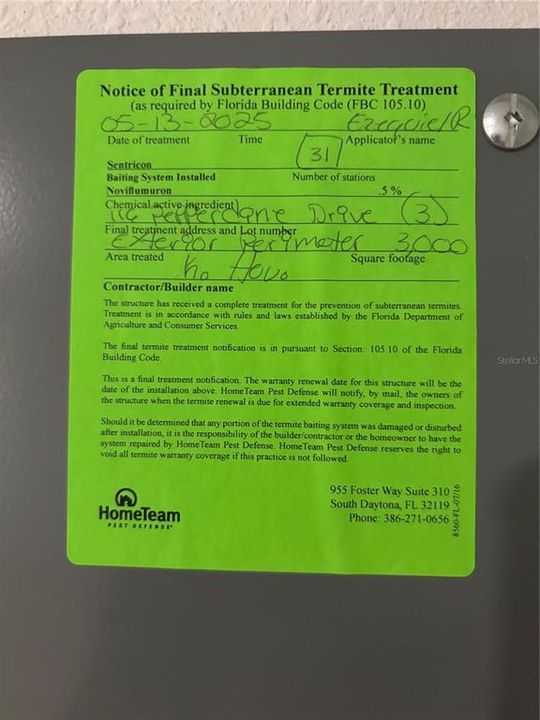 Notice of Final Subterranean Termite Treatment
(as required by Florida Building Code (FBC 105.10)
05-13-2025 Ezequiel R
Date of treatment Time Applicator's name
Sentricon 31
Baiting System Installed Number of stations
Noviflumuron .5 %
Chemical(active ingredient)
116 Pepperdane Drive (3)
Final treatment address and Lot number
Exterior Perimeter 3,000
Area treated Square footage
Ko Hovo
Contractor/Builder name
The structure has received a complete treatment for the prevention of subterranean termites.
Treatment is in accordance with rules and laws established by the Florida Department of
Agriculture and Consumer Services.
The final termite treatment notification is in pursuant to Section: 105.10 of the Florida
Building Code.
This is a final treatment notification. The warranty renewal date for this structure will be the
date of the installation above. HomeTeam Pest Defense will notify, by mail, the owners of
the structure when the termite renewal is due for extended warranty coverage and inspection.
Should it be determined that any portion of the termite baiting system was damaged or disturbed
after installation, it is the responsibility of the builder/contractor or the homeowner to have the
system repaired by HomeTeam Pest Defense. HomeTeam Pest Defense reserves the right to
void all termite warranty coverage if this practice is not followed.
HomeTeam
PEST DEFENSE
955 Foster Way Suite 310
South Daytona, FL 32119
Phone: 386-271-0656
8560-FL-07/16
StellarMLS